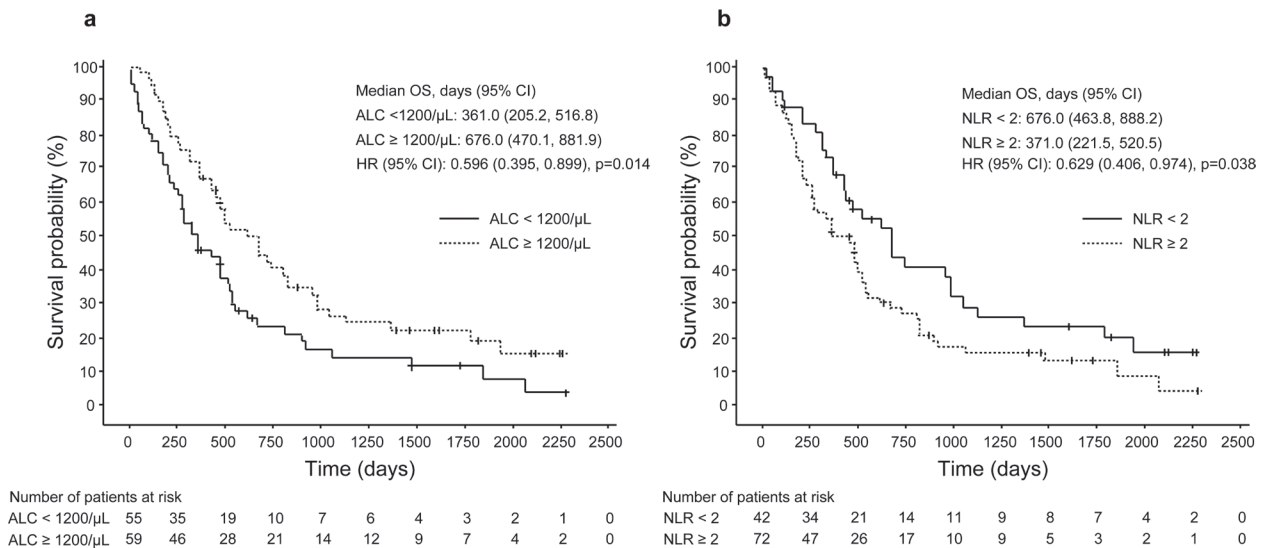 a
Survival probability (%)
100
90
80
70
60
50
40
30
20
10
0
Median OS, days (95% CI)
ALC <1200/µL: 361.0 (205.2, 516.8)
ALC ≥ 1200/µL: 676.0 (470.1, 881.9)
HR (95% CI): 0.596 (0.395, 0.899), p=0.014
ALC < 1200/µL
ALC ≥ 1200/µL
0 250 500 750 1000 1250 1500 1750 2000 2250 2500
Time (days)
Number of patients at risk
ALC < 1200/µL 55 35 19 10 7 6 4 3 2 1 0
ALC ≥ 1200/µL 59 46 28 21 14 12 9 7 4 2 0
b
Survival probability (%)
100
90
80
70
60
50
40
30
20
10
0
Median OS, days (95% CI)
NLR < 2: 676.0 (463.8, 888.2)
NLR ≥ 2: 371.0 (221.5, 520.5)
HR (95% CI): 0.629 (0.406, 0.974), p=0.038
NLR < 2
NLR ≥ 2
0 250 500 750 1000 1250 1500 1750 2000 2250 2500
Time (days)
Number of patients at risk
NLR < 2 42 34 21 14 11 9 8 7 4 2 0
NLR ≥ 2 72 47 26 17 10 9 5 3 2 1 0